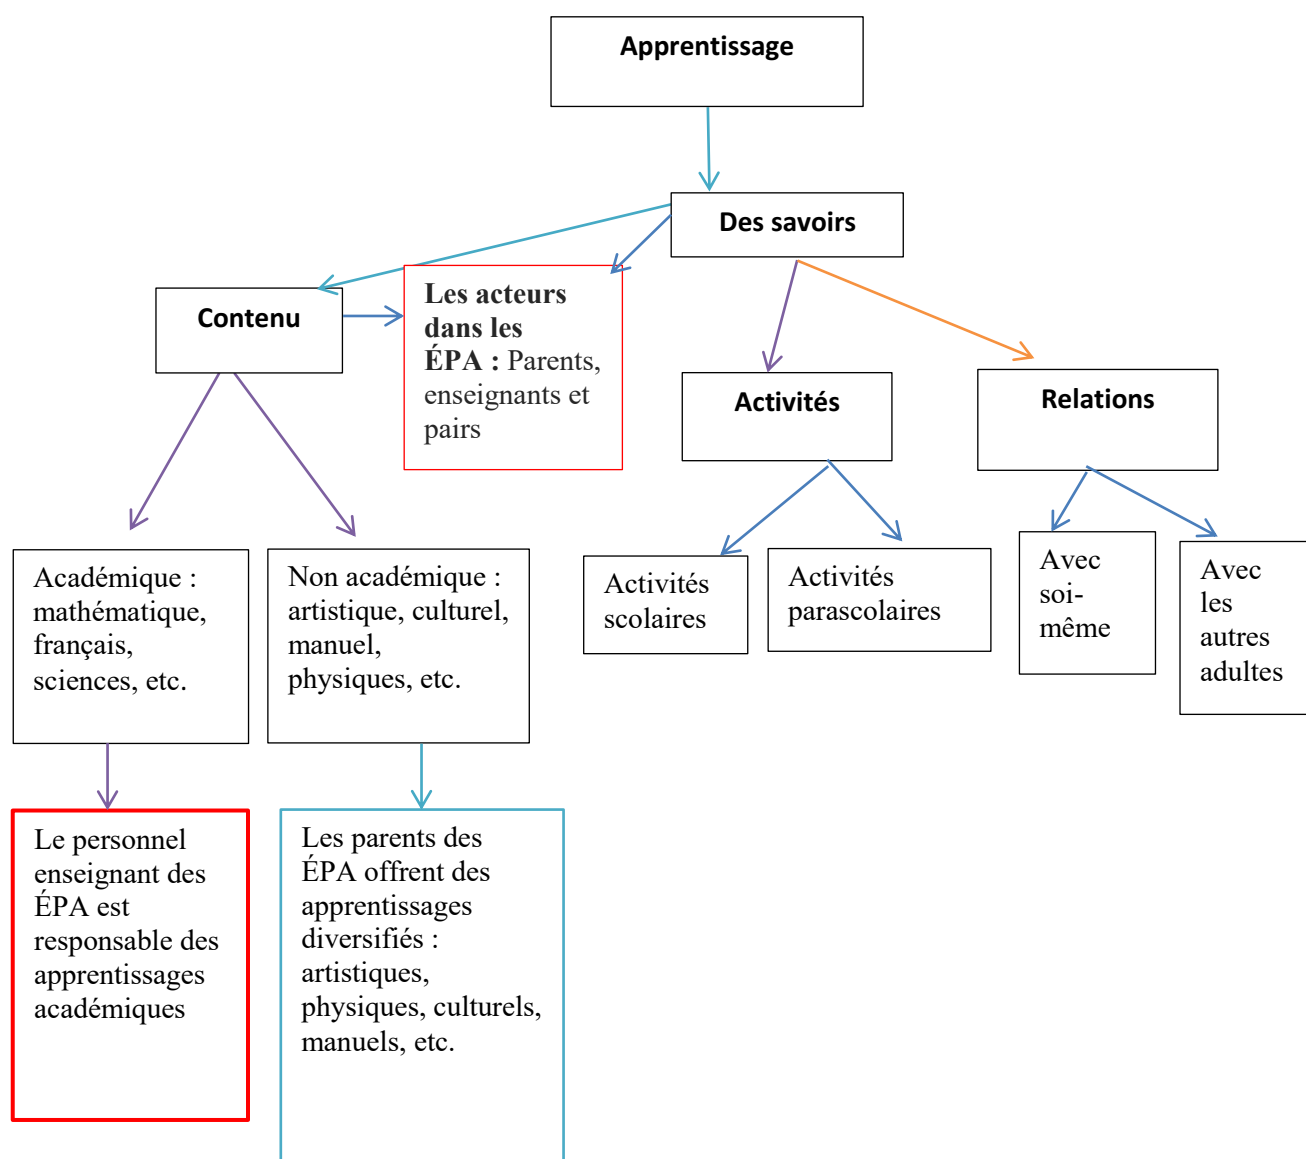 Apprentissage
Des savoirs
Contenu
Les acteurs
dans les
ÉPA : Parents,
enseignants et
pairs
Activités
Relations
Académique :
mathématique,
français,
sciences, etc.
Non académique :
artistique, culturel,
manuel,
physiques, etc.
Activités
scolaires
Activités
parascolaires
Avec
soi-
même
Avec
les
autres
adultes
Le personnel
enseignant des
ÉPA est
responsable des
apprentissages
académiques
Les parents des
ÉPA offrent des
apprentissages
diversifiés :
artistiques,
physiques, culturels,
manuels, etc.